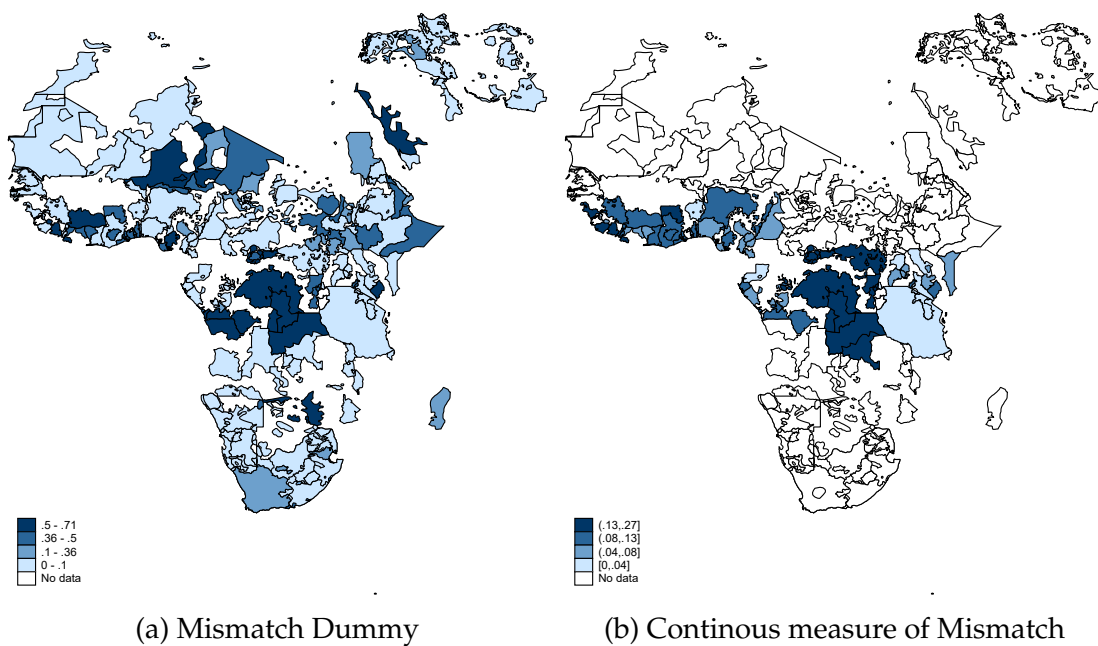 .5 - .71
.36 - .5
.1 - .36
0 - .1
No data
(.13,.27]
(.08,.13]
(.04,.08]
[0,.04]
No data
(a) Mismatch Dummy
(b) Continous measure of Mismatch